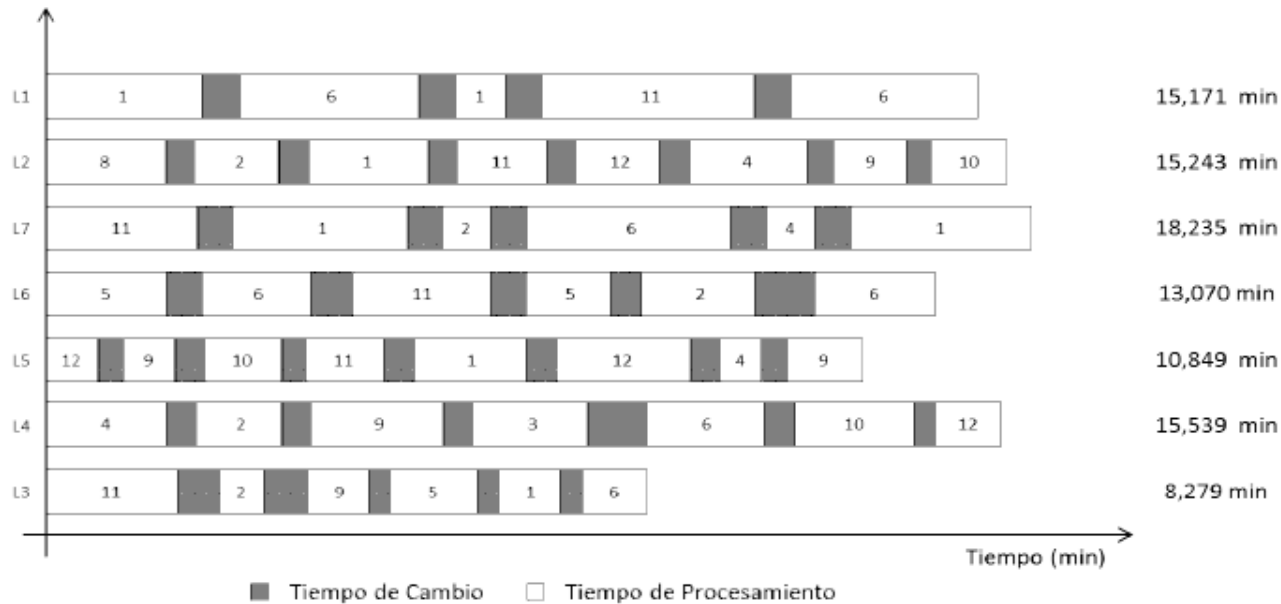 L1 1 6 1 11 6 15,171 min
L2 8 2 1 11 12 4 9 10 15,243 min
L7 11 1 2 6 4 1 18,235 min
L6 5 6 11 5 2 6 13,070 min
L5 12 9 10 11 1 12 4 9 10,849 min
L4 4 2 9 3 6 10 12 15,539 min
L3 11 2 9 5 1 6 8,279 min
Tiempo (min)
Tiempo de Cambio Tiempo de Procesamiento